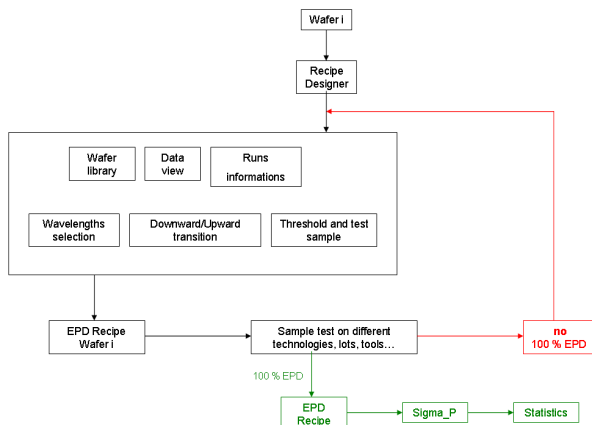 Wafer i
Recipe
Designer
Wafer
library
Data
view
Runs
informations
Wavelengths
selection
Downward/Upward
transition
Threshold and test
sample
EPD Recipe
Wafer i
Sample test on different
technologies, lots, tools...
no
100 % EPD
100 % EPD
EPD
Recipe
Sigma_P
Statistics